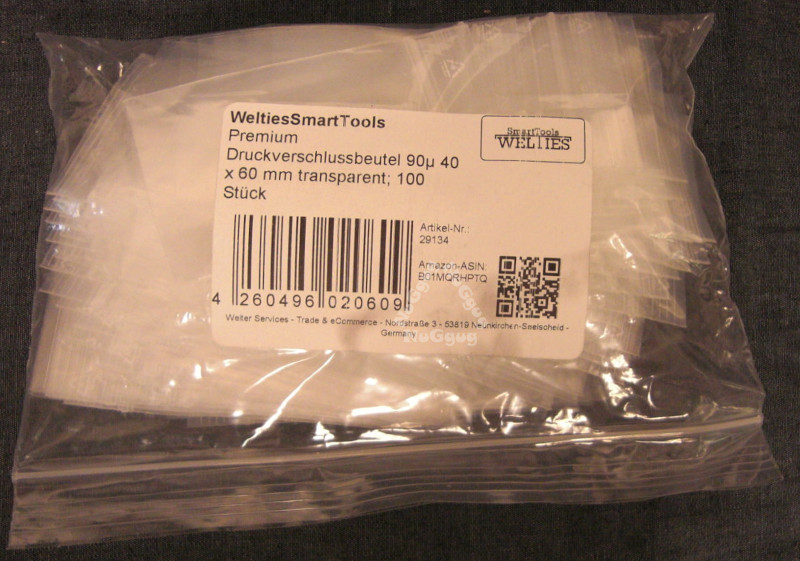 WeltiesSmartTools
Premium
Druckverschlussbeutel 90µ 40
x 60 mm transparent; 100
Stück
SmartTools
WELTIES
Artikel-Nr.:
29134
Amazon-ASIN:
B01MQRHPTQ
4 260496 020609
Welter Services - Trade & eCommerce - Nordstraße 3 - 53819 Neunkirchen-Seelscheid -
Germany
NuGgug